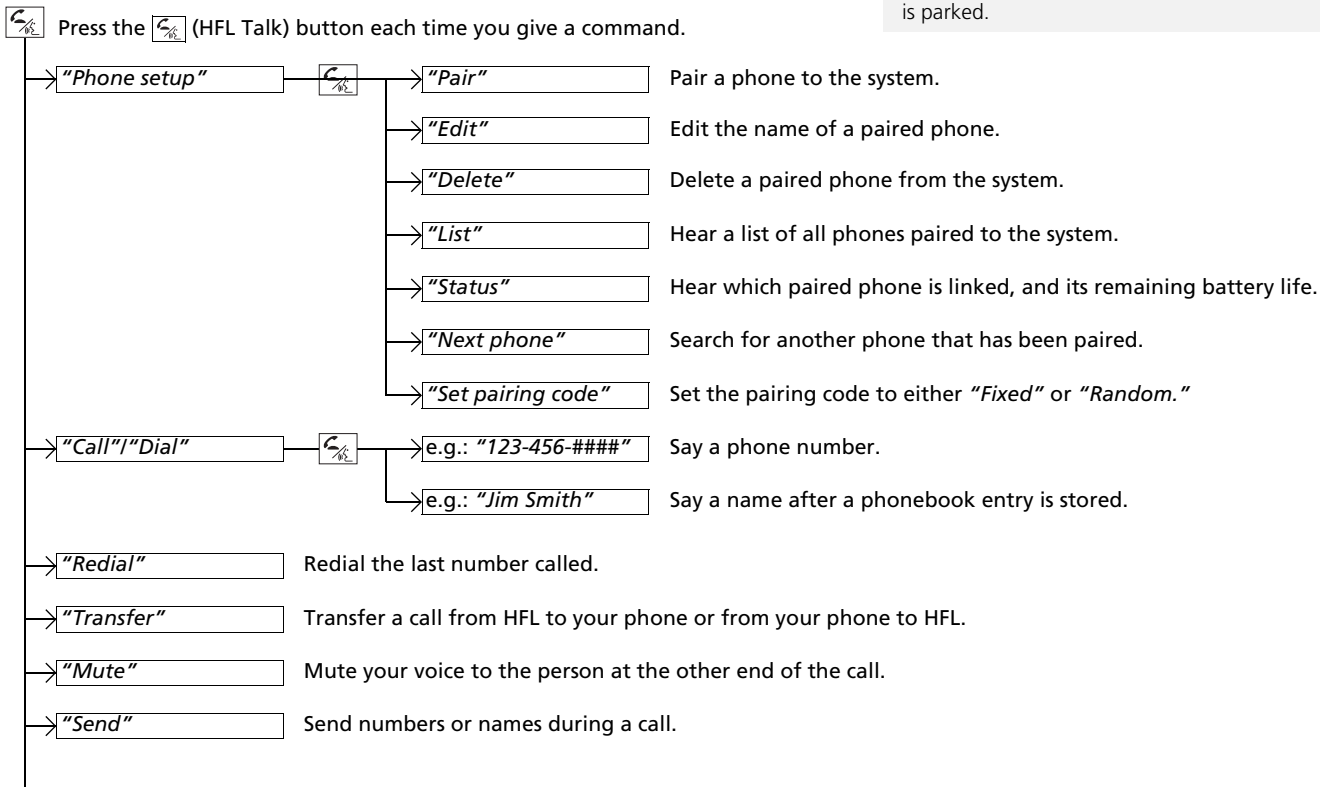 is parked.
Press the (HFL Talk) button each time you give a command.
"Phone setup"
"Pair" Pair a phone to the system.
"Edit" Edit the name of a paired phone.
"Delete" Delete a paired phone from the system.
"List" Hear a list of all phones paired to the system.
"Status" Hear which paired phone is linked, and its remaining battery life.
"Next phone" Search for another phone that has been paired.
"Set pairing code" Set the pairing code to either "Fixed" or "Random."
"Call"/"Dial" e.g.: "123-456-####" Say a phone number.
e.g.: "Jim Smith" Say a name after a phonebook entry is stored.
"Redial" Redial the last number called.
"Transfer" Transfer a call from HFL to your phone or from your phone to HFL.
"Mute" Mute your voice to the person at the other end of the call.
"Send" Send numbers or names during a call.